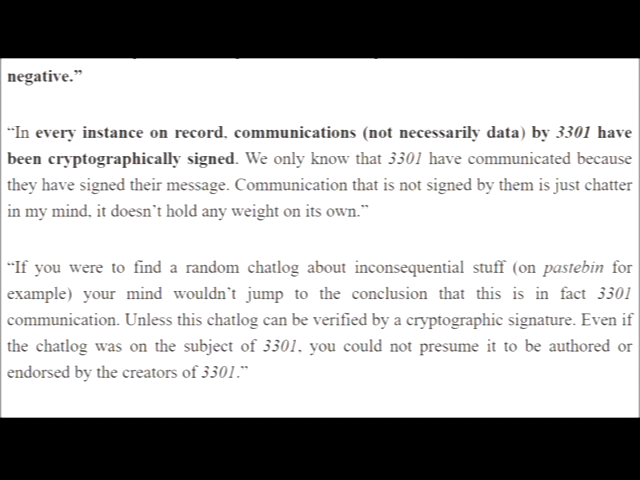 negative.”
“In every instance on record, communications (not necessarily data) by 3301 have
been cryptographically signed. We only know that 3301 have communicated because
they have signed their message. Communication that is not signed by them is just chatter
in my mind, it doesn’t hold any weight on its own.”
“If you were to find a random chatlog about inconsequential stuff (on pastebin for
example) your mind wouldn’t jump to the conclusion that this is in fact 3301
communication. Unless this chatlog can be verified by a cryptographic signature. Even if
the chatlog was on the subject of 3301, you could not presume it to be authored or
endorsed by the creators of 3301.”